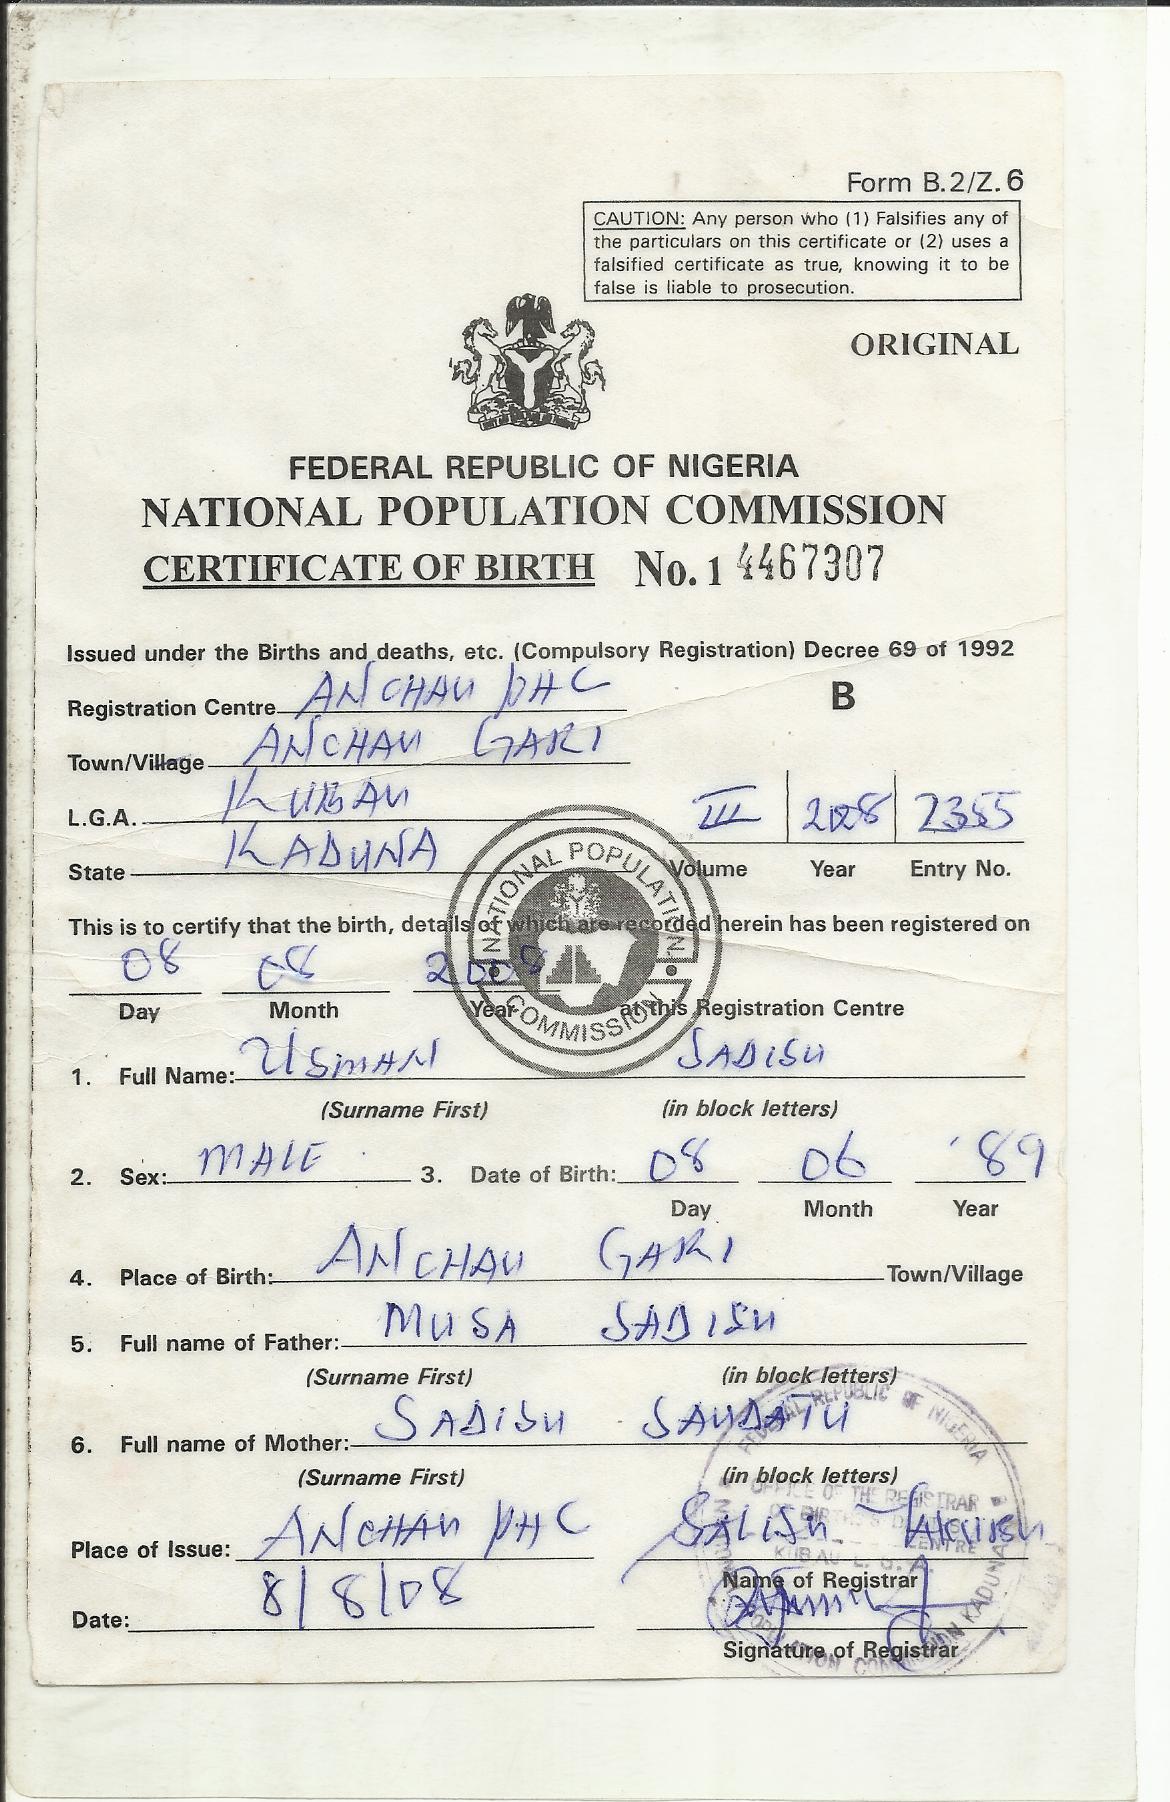 Form B.2/Z.6
CAUTION: Any person who (1) Falsifies any of
the particulars on this certificate or (2) uses a
falsified certificate as true, knowing it to be
false is liable to prosecution.
ORIGINAL
FEDERAL REPUBLIC OF NIGERIA
NATIONAL POPULATION COMMISSION
CERTIFICATE OF BIRTH No. 1 4467307
Issued under the Births and deaths, etc. (Compulsory Registration) Decree 69 of 1992
Registration Centre ANCHAU PHC B
Town/Village ANCHAU GARI
L.G.A. KUBAU III 2008 2355
State KADUNA Volume Year Entry No.
NATIONAL POPULATION COMMISSION
This is to certify that the birth, details of which are recorded herein has been registered on
08 08 2008
Day Month Year at this Registration Centre
1. Full Name: USMAN SADISU
(Surname First) (in block letters)
2. Sex: MALE 3. Date of Birth: 08 06 '89
Day Month Year
4. Place of Birth: ANCHAU GARI Town/Village
5. Full name of Father: MUSA SADISU
(Surname First) (in block letters)
6. Full name of Mother: SADISU SAUDATU
(Surname First) (in block letters)
FEDERAL REPUBLIC OF NIGERIA
OFFICE OF THE REGISTRAR
OF BIRTHS
CENTRE
KUBAU L.G.A.
POPULATION COMMISSION KADUNA
Place of Issue: ANCHAU PHC SALISU
Name of Registrar
Date: 8/8/08
Signature of Registrar